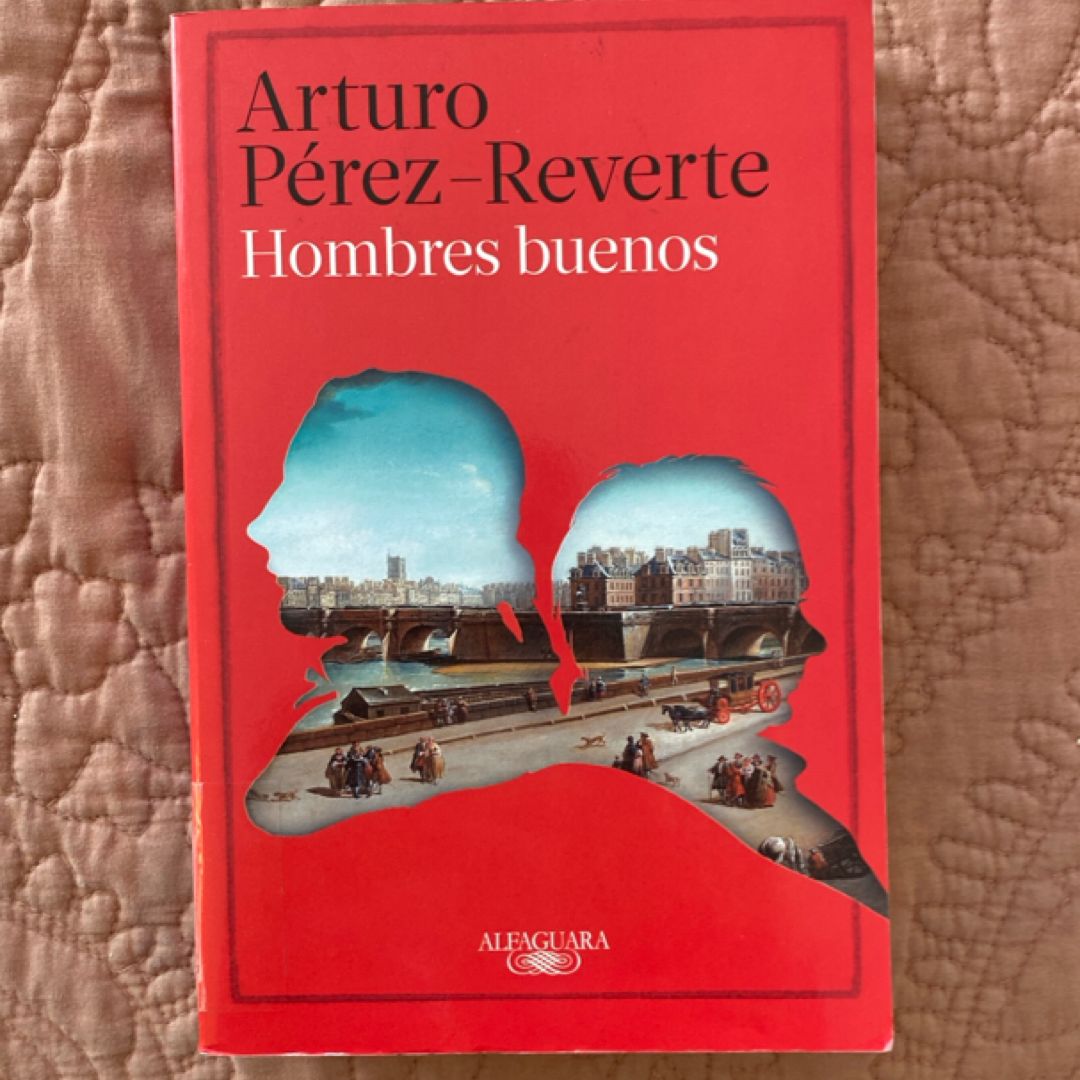 Arturo
Pérez-Reverte
Hombres buenos
ALFAGUARA